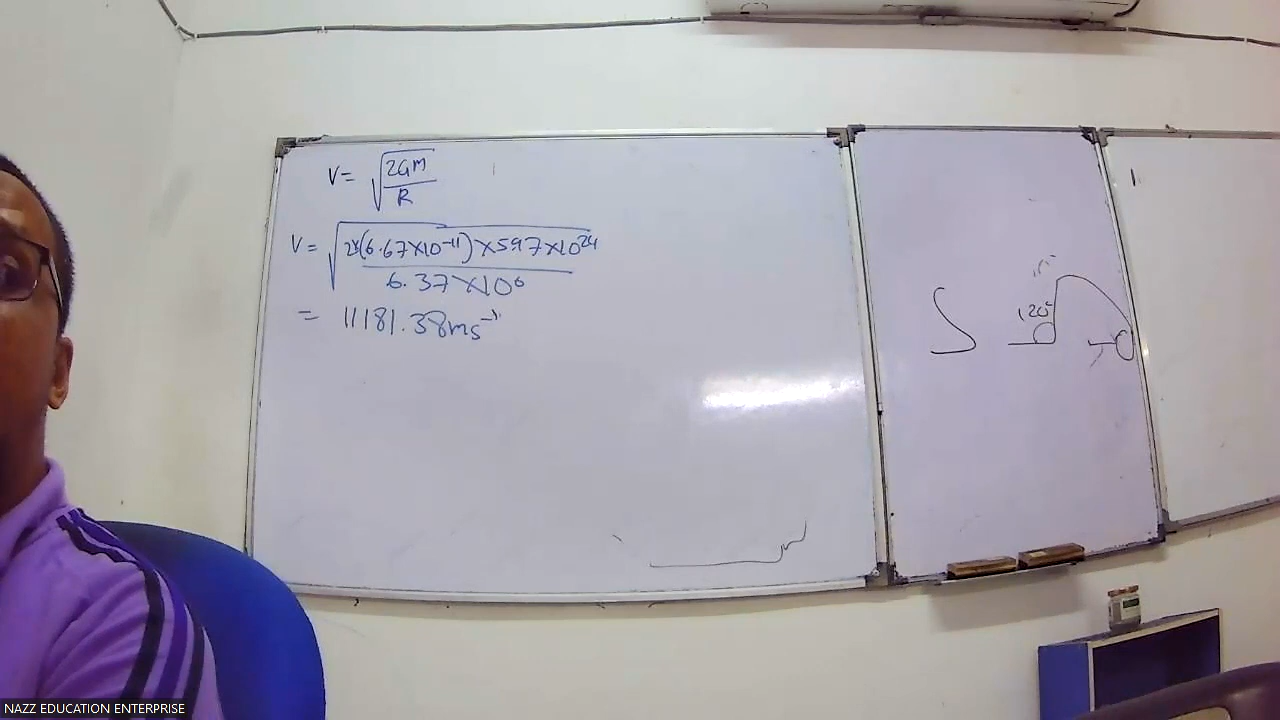 V = √(2GM/R)
V = √(2×(6.67×10⁻¹¹)×5.97×10²⁴/6.37×10⁶)
= 11181.38ms⁻¹
120°
NAZZ EDUCATION ENTERPRISE